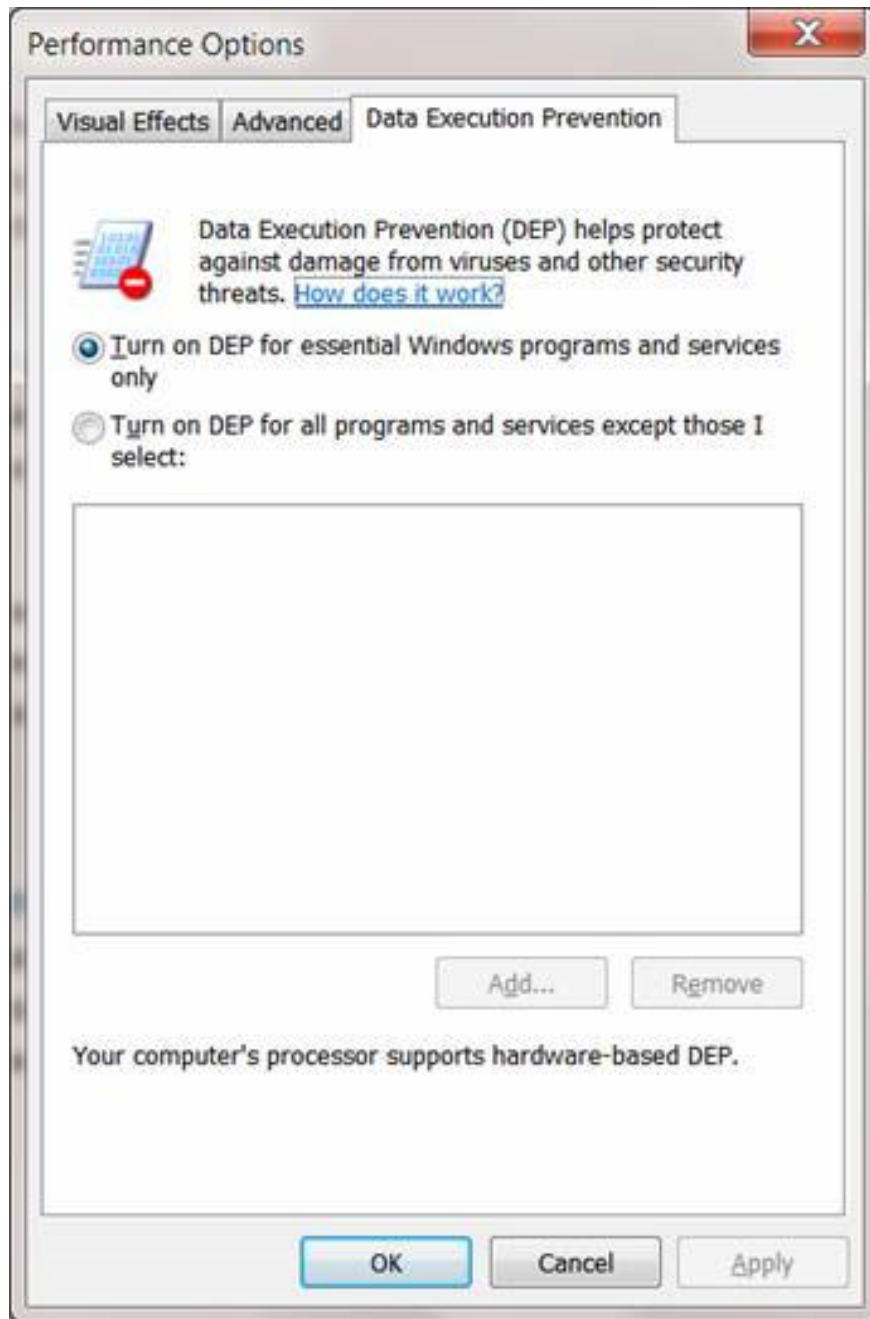 Performance Options
Visual Effects Advanced Data Execution Prevention
Data Execution Prevention (DEP) helps protect
against damage from viruses and other security
threats. How does it work?
Turn on DEP for essential Windows programs and services
only
Turn on DEP for all programs and services except those I
select:
Add... Remove
Your computer's processor supports hardware-based DEP.
OK Cancel Apply